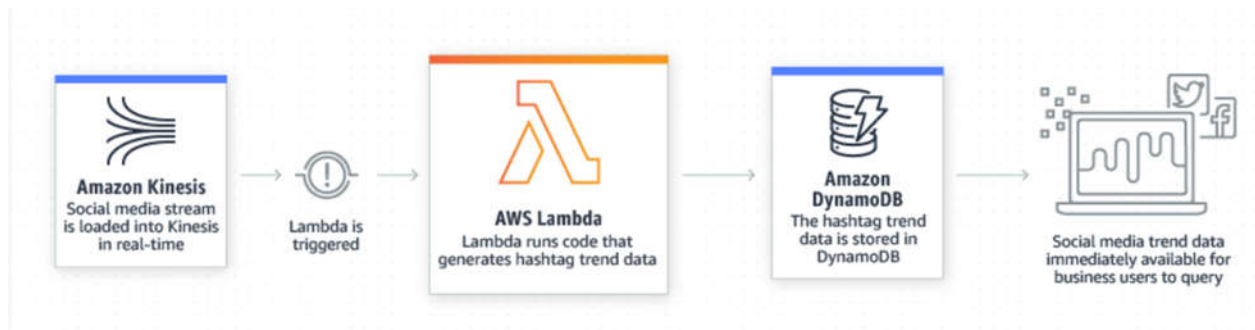 Amazon Kinesis
Social media stream
is loaded into Kinesis
in real-time
Lambda is
triggered
AWS Lambda
Lambda runs code that
generates hashtag trend data
Amazon
DynamoDB
The hashtag trend
data is stored in
DynamoDB
Social media trend data
immediately available for
business users to query